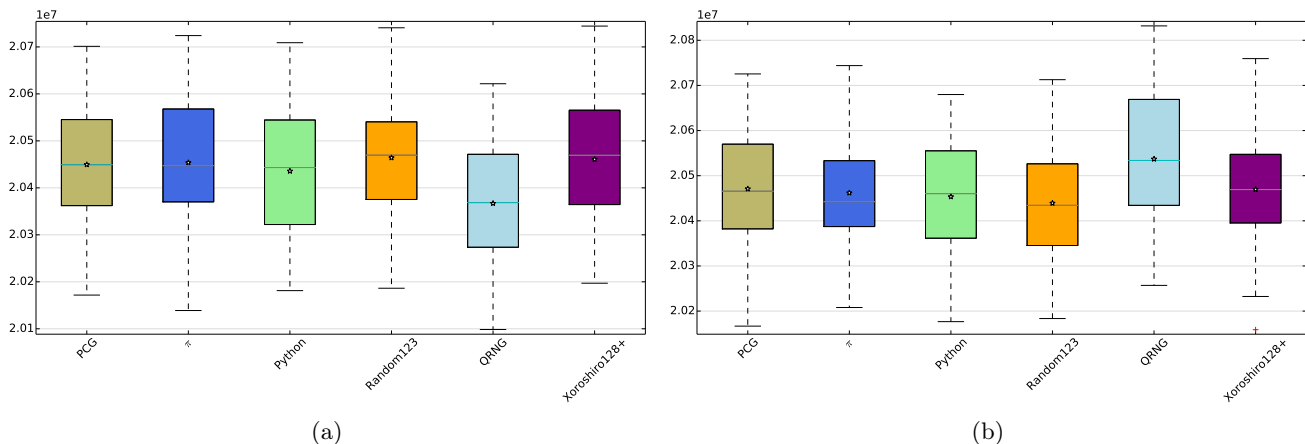 1e7
2.07
2.06
2.05
2.04
2.03
2.02
2.01
PCG
π
Python
Random123
QRNG
Xoroshiro128+
(a)
1e7
2.08
2.07
2.06
2.05
2.04
2.03
2.02
PCG
π
Python
Random123
QRNG
Xoroshiro128+
(b)